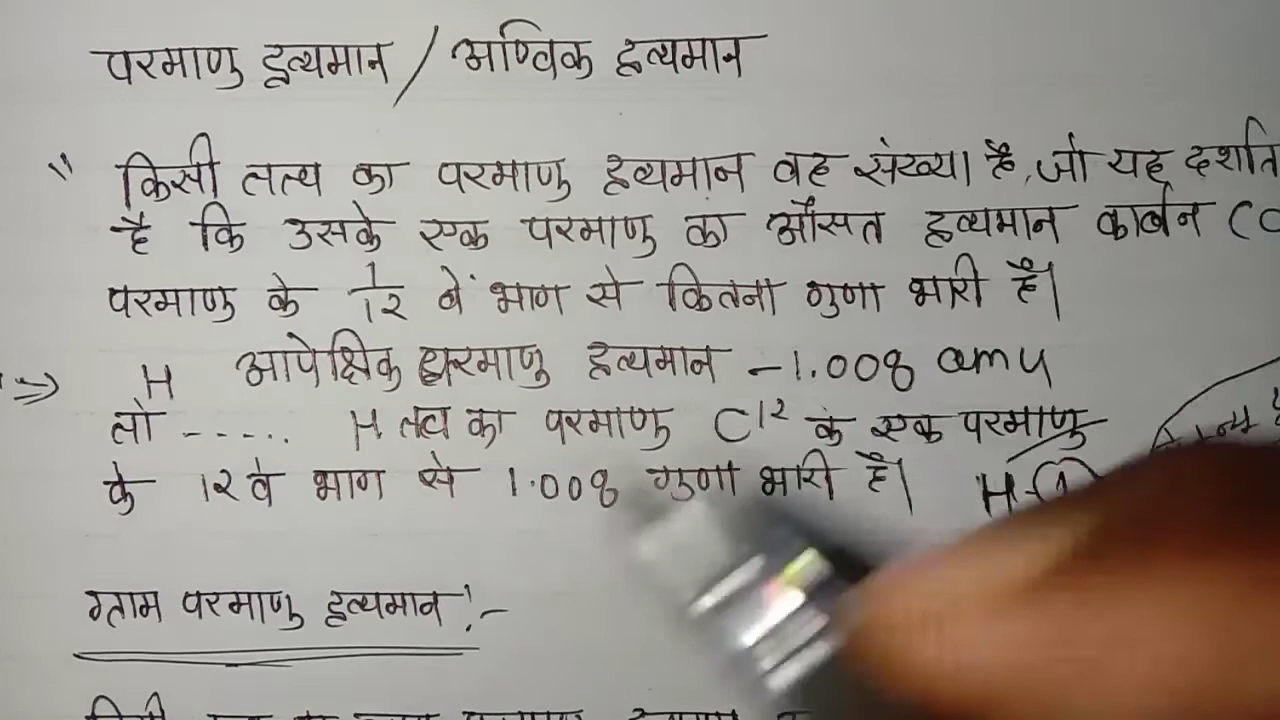 परमाणु द्रव्यमान / आण्विक द्रव्यमान
" किसी तत्व का परमाणु द्रव्यमान वह संख्या है, जो यह दर्शाति
है कि उसके एक परमाणु का औसत द्रव्यमान कार्बन (C
परमाणु के 1/12 वें भाग से कितना गुणा भारी है।
⇒ H आपेक्षिक परमाणु द्रव्यमान - 1.008 amu
तो ...... H तत्व का परमाणु C12 के एक परमाणु
के 12 वे भाग से 1.008 गुणा भारी है। H-1
ग्राम परमाणु द्रव्यमान :-